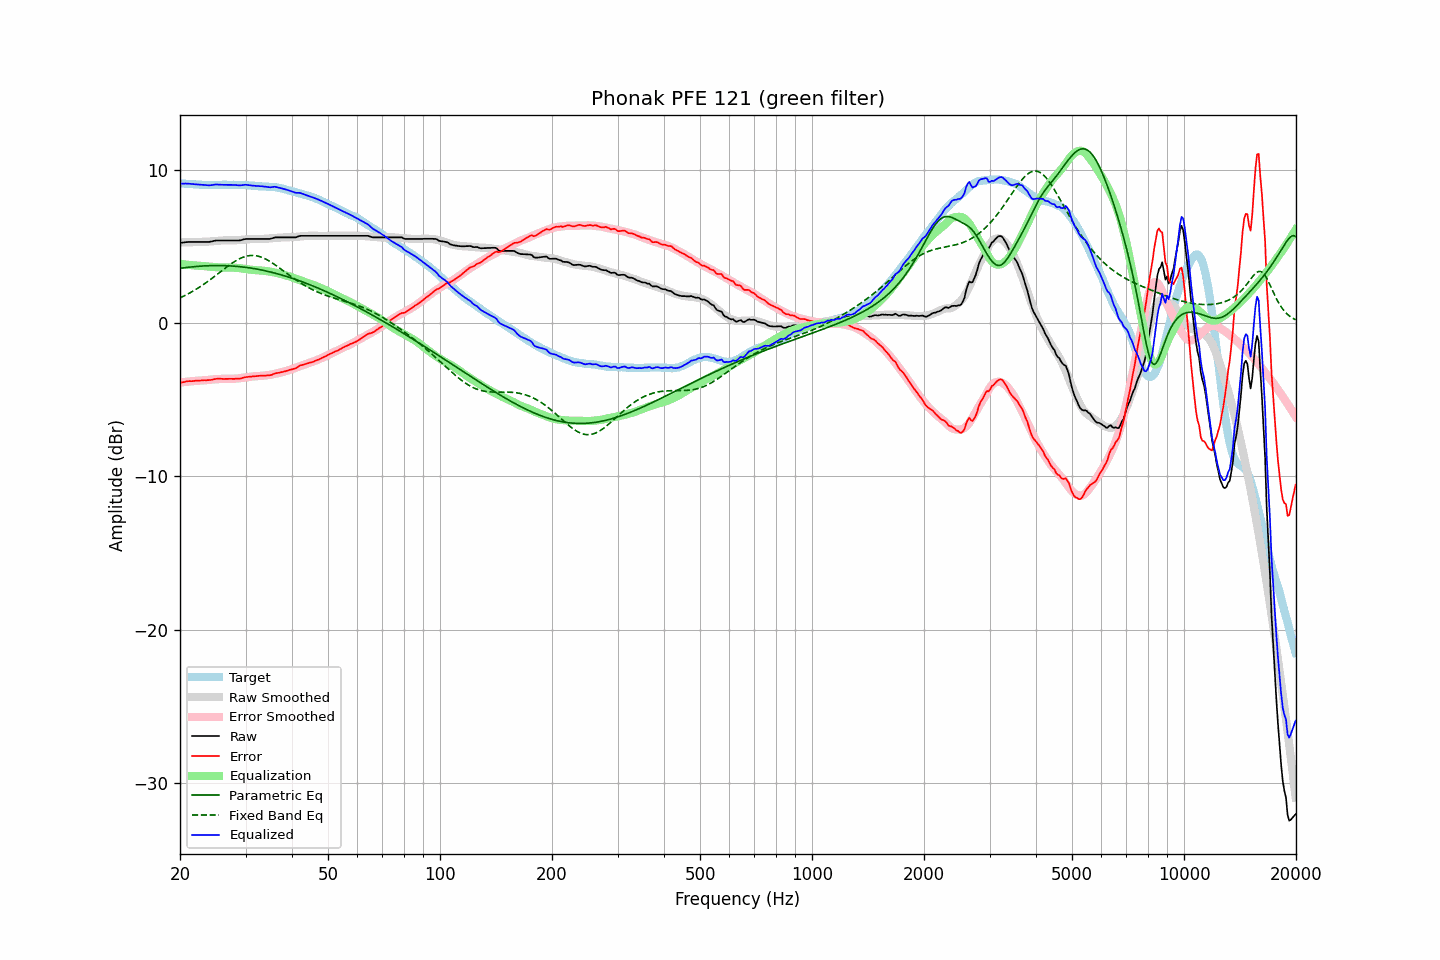 Phonak PFE 121 (green filter)
Amplitude (dBr)
10
0
−10
−20
−30
Target
Raw Smoothed
Error Smoothed
Raw
Error
Equalization
Parametric Eq
Fixed Band Eq
Equalized
20 50 100 200 500 1000 2000 5000 10000 20000
Frequency (Hz)